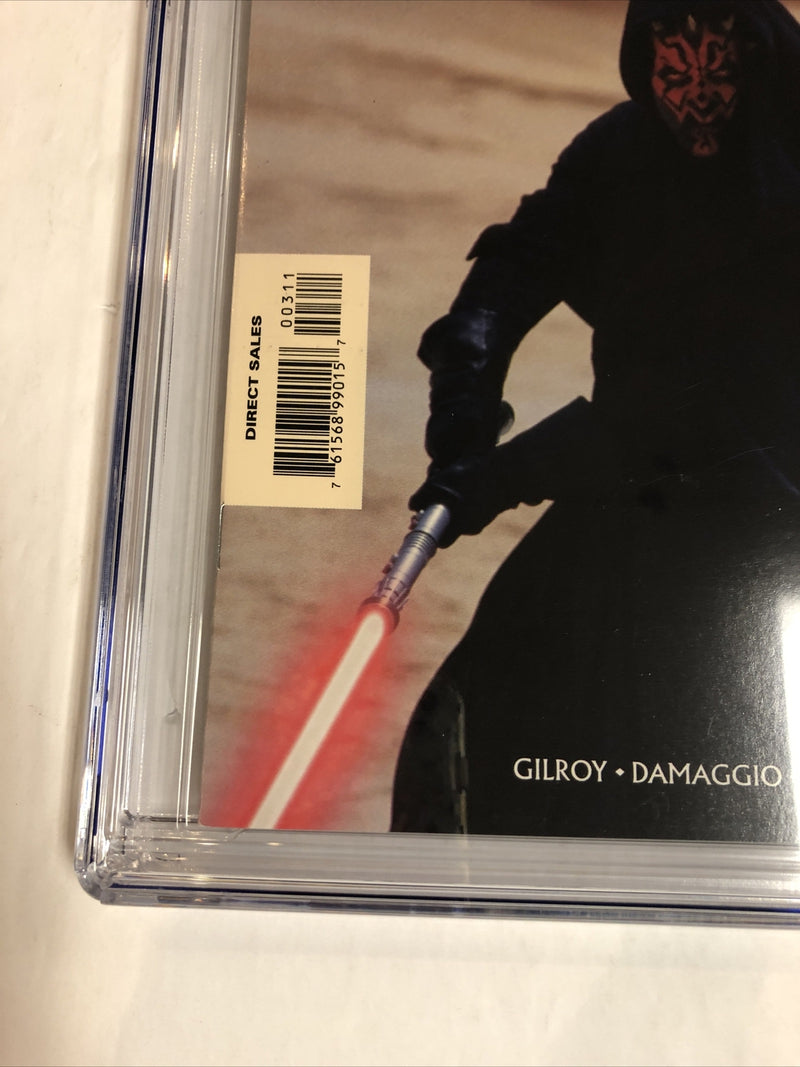 DIRECT SALES
00311
7 61568 99015 7
GILROY • DAMAGGIO